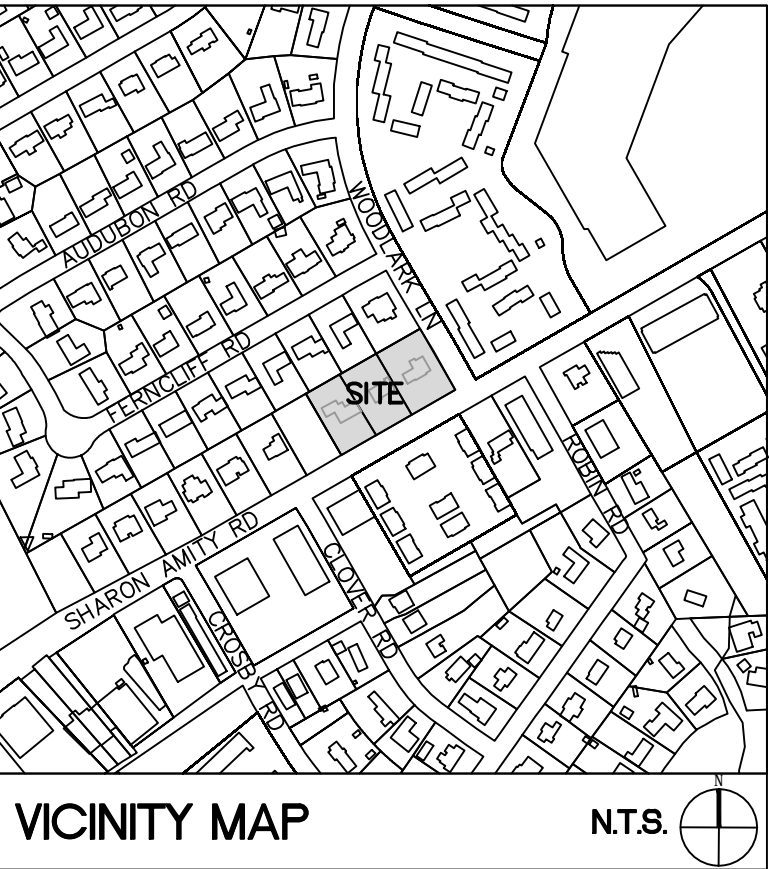 AUDUBON RD
WOODLARK LN
FERNCLIFF RD
SITE
ROBIN RD
SHARON AMITY RD
CLOVER RD
CROSBY RD
VICINITY MAP
N.T.S.
N